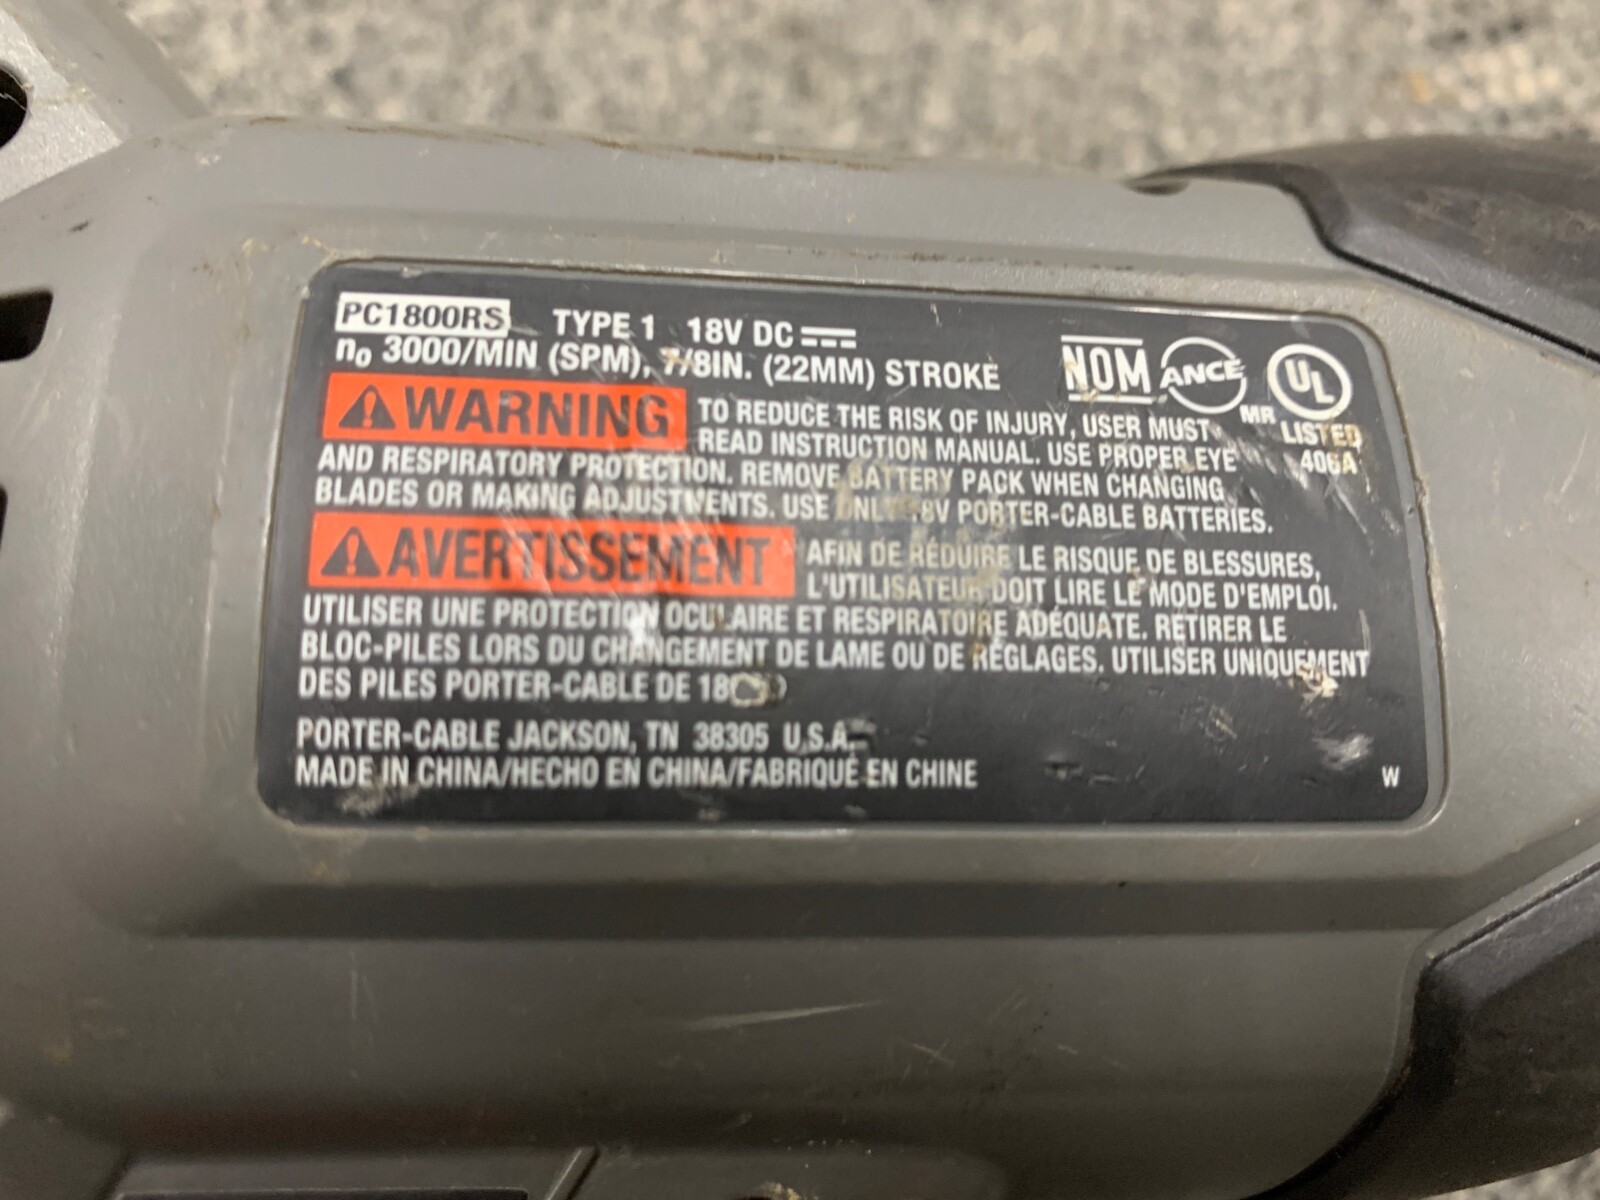 PC1800RS TYPE 1 18V DC
n₀ 3000/MIN (SPM), 7/8IN. (22MM) STROKE
NOM ANCE UL
MR LISTED
406A
WARNING TO REDUCE THE RISK OF INJURY, USER MUST
READ INSTRUCTION MANUAL. USE PROPER EYE
AND RESPIRATORY PROTECTION. REMOVE BATTERY PACK WHEN CHANGING
BLADES OR MAKING ADJUSTMENTS. USE PORTER-CABLE BATTERIES.
AVERTISSEMENT AFIN DE RÉDUIRE LE RISQUE DE BLESSURES,
L'UTILISATEUR DOIT LIRE LE MODE D'EMPLOI.
UTILISER UNE PROTECTION OCULAIRE ET RESPIRATOIRE ADÉQUATE. RETIRER LE
BLOC-PILES LORS DU CHANGEMENT DE LAME OU DE RÉGLAGES. UTILISER UNIQUEMENT
DES PILES PORTER-CABLE DE
PORTER-CABLE JACKSON, TN 38305 U.S.A.
MADE IN CHINA/HECHO EN CHINA/FABRIQUÉ EN CHINE
W